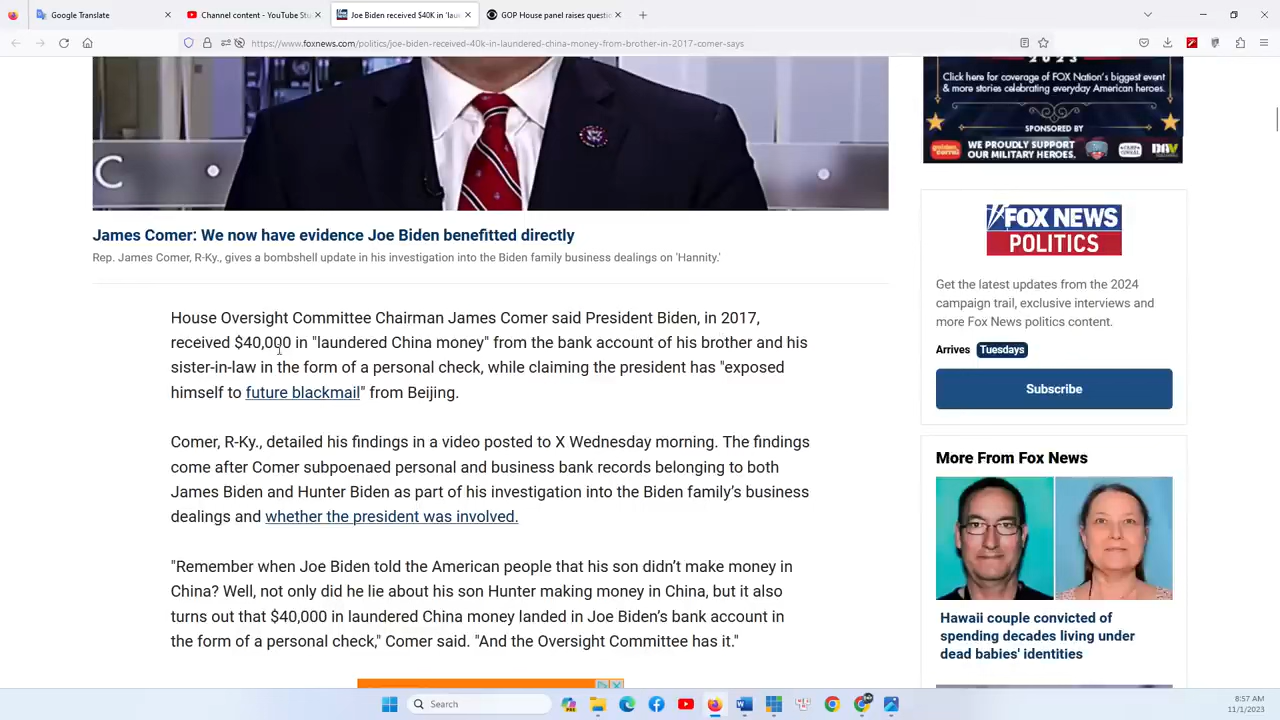 Google Translate
Channel content - YouTube Stu
Joe Biden received $40K in 'lau
GOP House panel raises questio
https://www.foxnews.com/politics/joe-biden-received-40k-in-laundered-china-money-from-brother-in-2017-comer-says
C
2023
Click here for coverage of FOX Nation's biggest event
& more stories celebrating everyday American heroes.
SPONSORED BY
golden corral
WE PROUDLY SUPPORT
OUR MILITARY HEROES.
DAV
James Comer: We now have evidence Joe Biden benefitted directly
Rep. James Comer, R-Ky., gives a bombshell update in his investigation into the Biden family business dealings on 'Hannity.'
House Oversight Committee Chairman James Comer said President Biden, in 2017,
received $40,000 in "laundered China money" from the bank account of his brother and his
sister-in-law in the form of a personal check, while claiming the president has "exposed
himself to future blackmail" from Beijing.
Comer, R-Ky., detailed his findings in a video posted to X Wednesday morning. The findings
come after Comer subpoenaed personal and business bank records belonging to both
James Biden and Hunter Biden as part of his investigation into the Biden family's business
dealings and whether the president was involved.
"Remember when Joe Biden told the American people that his son didn't make money in
China? Well, not only did he lie about his son Hunter making money in China, but it also
turns out that $40,000 in laundered China money landed in Joe Biden's bank account in
the form of a personal check," Comer said. "And the Oversight Committee has it."
FOX NEWS
POLITICS
Get the latest updates from the 2024
campaign trail, exclusive interviews and
more Fox News politics content.
Arrives Tuesdays
Subscribe
More From Fox News
Hawaii couple convicted of
spending decades living under
dead babies' identities
Search
8:57 AM
11/1/2023